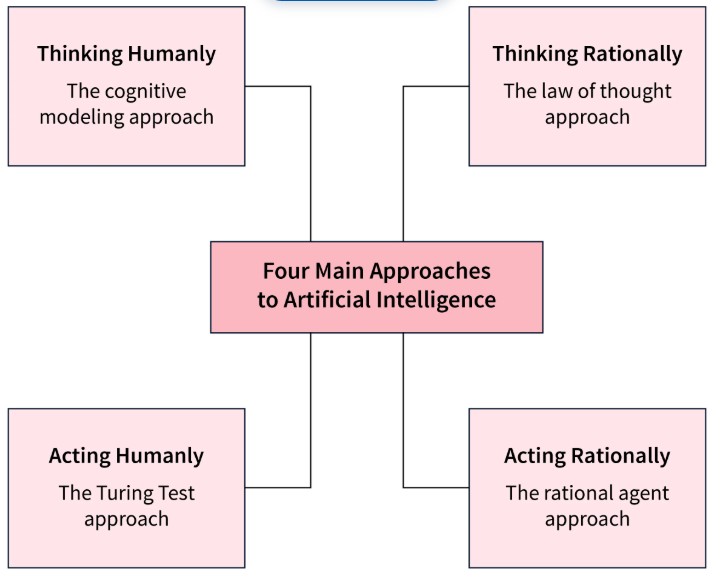 Thinking Humanly
The cognitive
modeling approach
Thinking Rationally
The law of thought
approach
Four Main Approaches
to Artificial Intelligence
Acting Humanly
The Turing Test
approach
Acting Rationally
The rational agent
approach